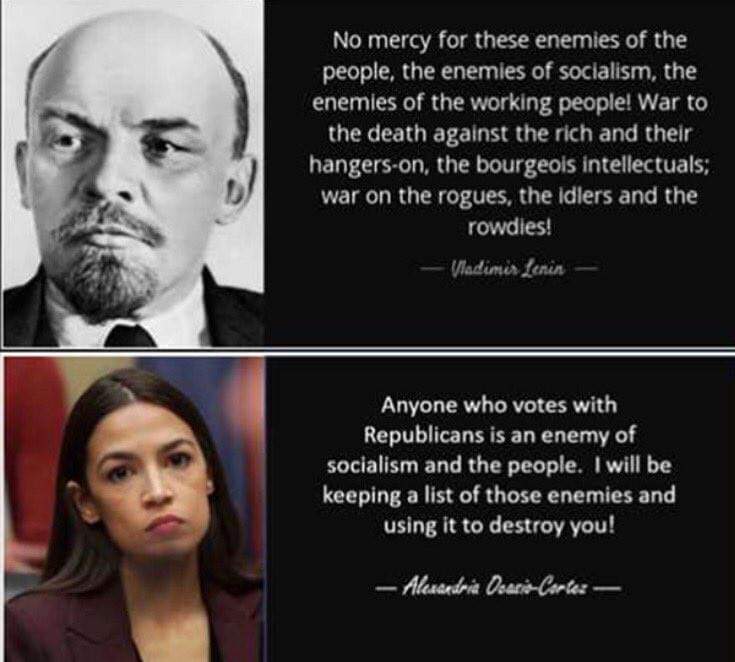 No mercy for these enemies of the
people, the enemies of socialism, the
enemies of the working people! War to
the death against the rich and their
hangers-on, the bourgeois intellectuals;
war on the rogues, the idlers and the
rowdies!
— Vladimir Lenin —
Anyone who votes with
Republicans is an enemy of
socialism and the people. I will be
keeping a list of those enemies and
using it to destroy you!
— Alexandria Ocasio-Cortez —